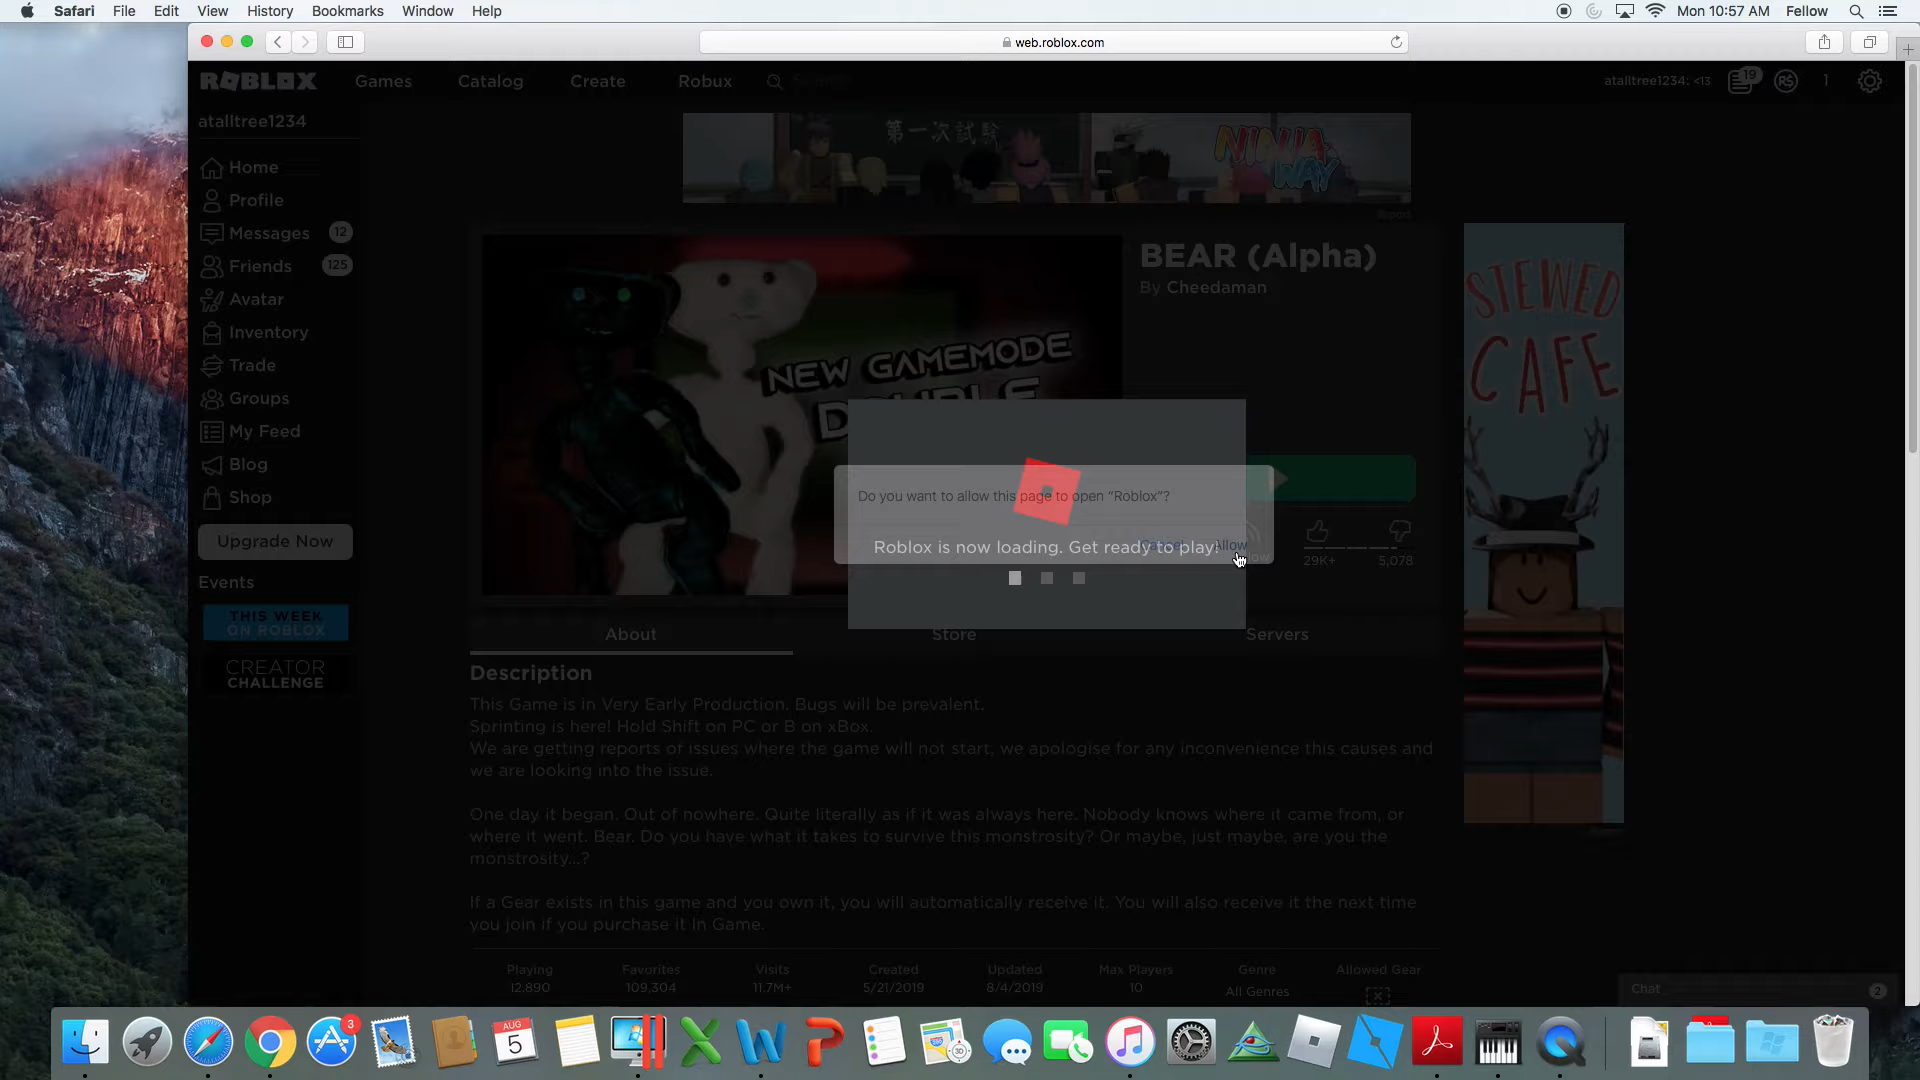 Safari File Edit View History Bookmarks Window Help Mon 10:57 AM Fellow
web.roblox.com
ROBLOX Games Catalog Create Robux atalltree1234: <13 19 1
atalltree1234
Home
Profile
Messages 12
Friends 125
Avatar
Inventory
Trade
Groups
My Feed
Blog
Shop
Upgrade Now
Events
THIS WEEK
ON ROBLOX
CREATOR
CHALLENGE
第一次試驗
NINJA
WAY
Report
NEW GAMEMODE
DOUBLE
BEAR (Alpha)
By Cheedaman
STEWED
CAFE
Do you want to allow this page to open “Roblox”?
Cancel Allow
Roblox is now loading. Get ready to play!
29K+ 5,078
About Store Servers
Description
This Game is in Very Early Production. Bugs will be prevalent.
Sprinting is here! Hold Shift on PC or B on xBox.
We are getting reports of issues where the game will not start, we apologise for any inconvenience this causes and
we are looking into the issue.
One day it began. Out of nowhere. Quite literally as if it was always here. Nobody knows where it came from, or
where it went. Bear. Do you have what it takes to survive this monstrosity? Or maybe, just maybe, are you the
monstrosity...?
If a Gear exists in this game and you own it, you will automatically receive it. You will also receive it the next time
you join if you purchase it In Game.
Playing Favorites Visits Created Updated Max Players Genre Allowed Gear
12,890 109,304 11.7M+ 5/21/2019 8/4/2019 10 All Genres
Chat 2
3
AUG
5
3D